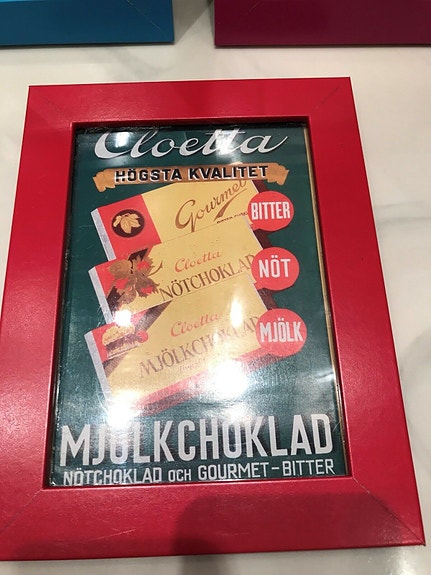 Cloetta
HÖGSTA KVALITET
Gourmet
BITTER
Cloetta
NÖTCHOKLAD
NÖT
Cloetta
MJÖLKCHOKLAD
MJÖLK
MJÖLKCHOKLAD
NÖTCHOKLAD OCH GOURMET-BITTER